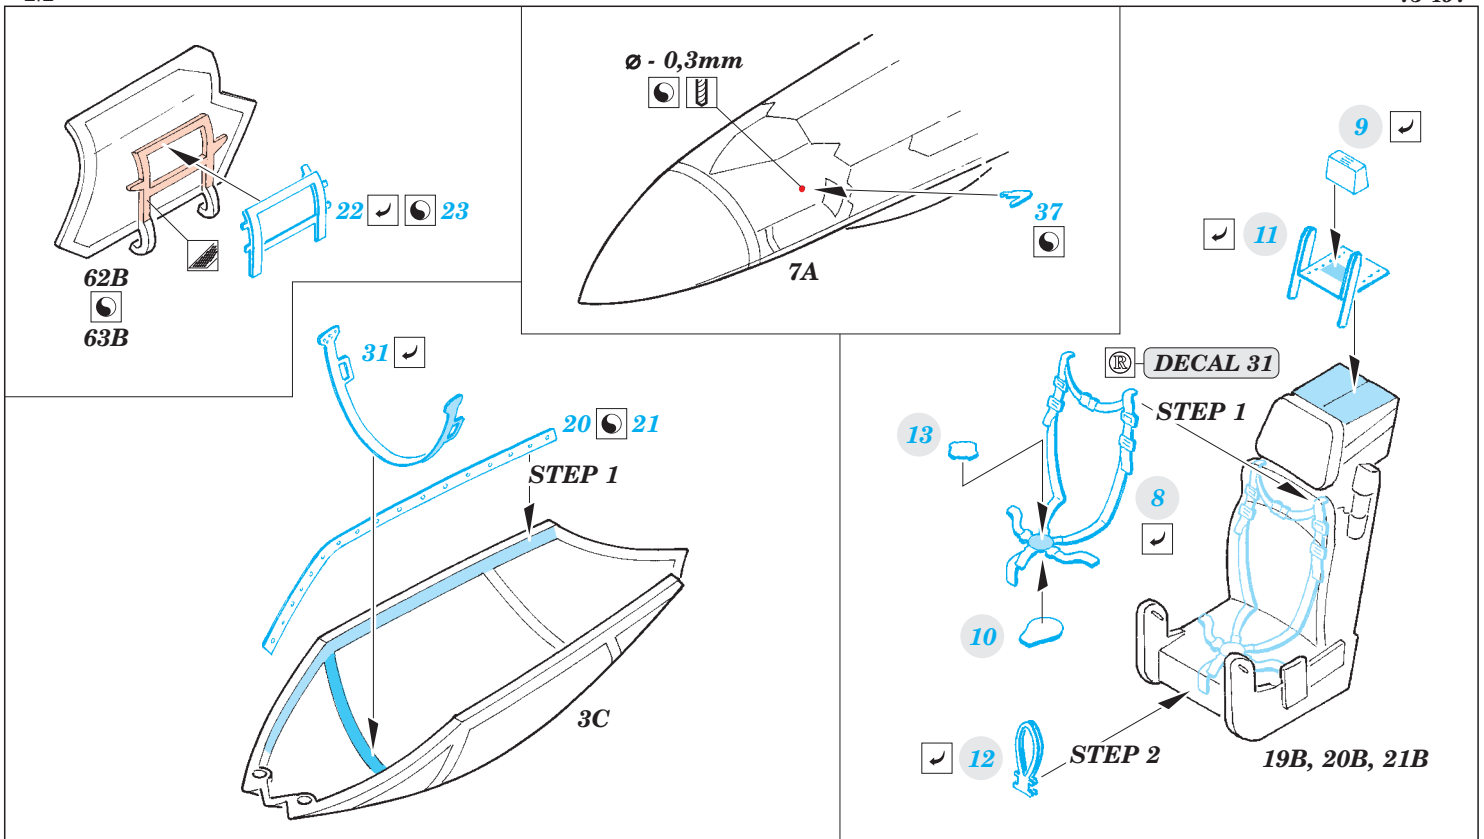 ø - 0,3mm
22 23
62B
63B
37
7A
9
11
31
20 21
STEP 1
3C
® DECAL 31
STEP 1
13
8
10
12
STEP 2
19B, 20B, 21B